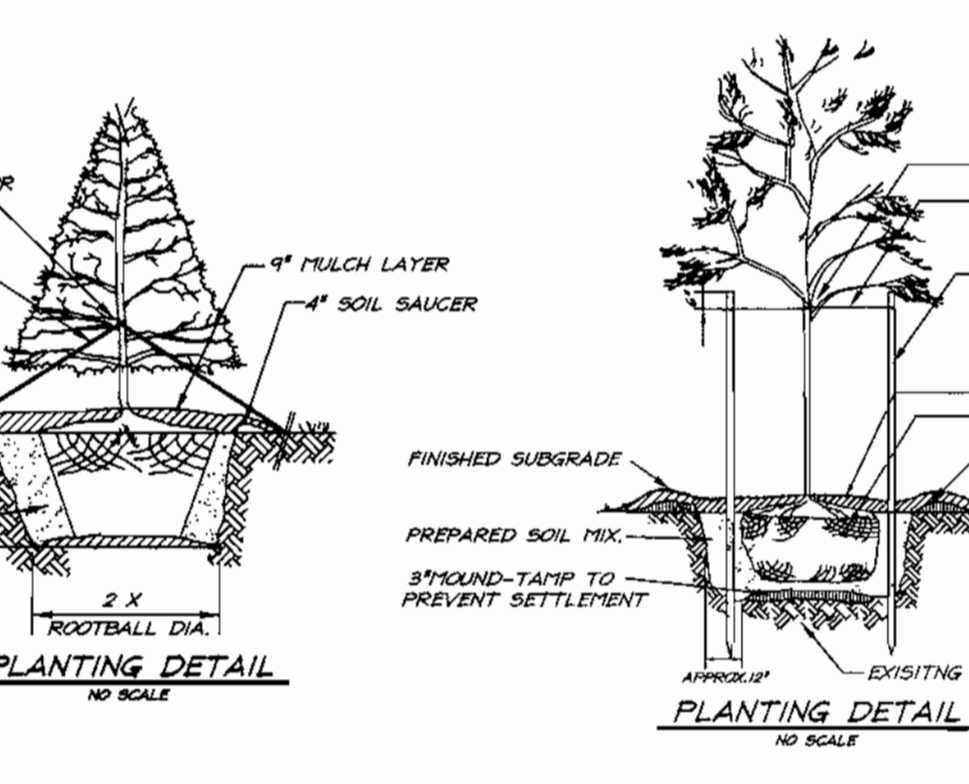 R
9" MULCH LAYER
4" SOIL SAUCER
2 X
ROOTBALL DIA.
PLANTING DETAIL
NO SCALE
FINISHED SUBGRADE
PREPARED SOIL MIX.
3"MOUND-TAMP TO
PREVENT SETTLEMENT
APPROX.12"
EXISITNG
PLANTING DETAIL
NO SCALE